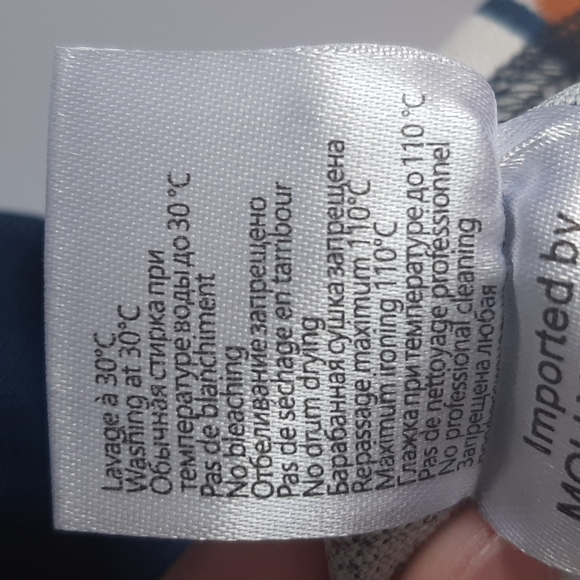 Lavage à 30°C
Washing at 30°C
Обычная стирка при
температуре воды до 30 °C
Pas de blanchiment
No bleaching
Отбеливание запрещено
Pas de séchage en tambour
No drum drying
Барабанная сушка запрещена
Repassage maximum 110°C
Maximum ironing 110°C
Глажка при температуре до 110 °C
Pas de nettoyage professionnel
No professional cleaning
Запрещена любая
Imported by